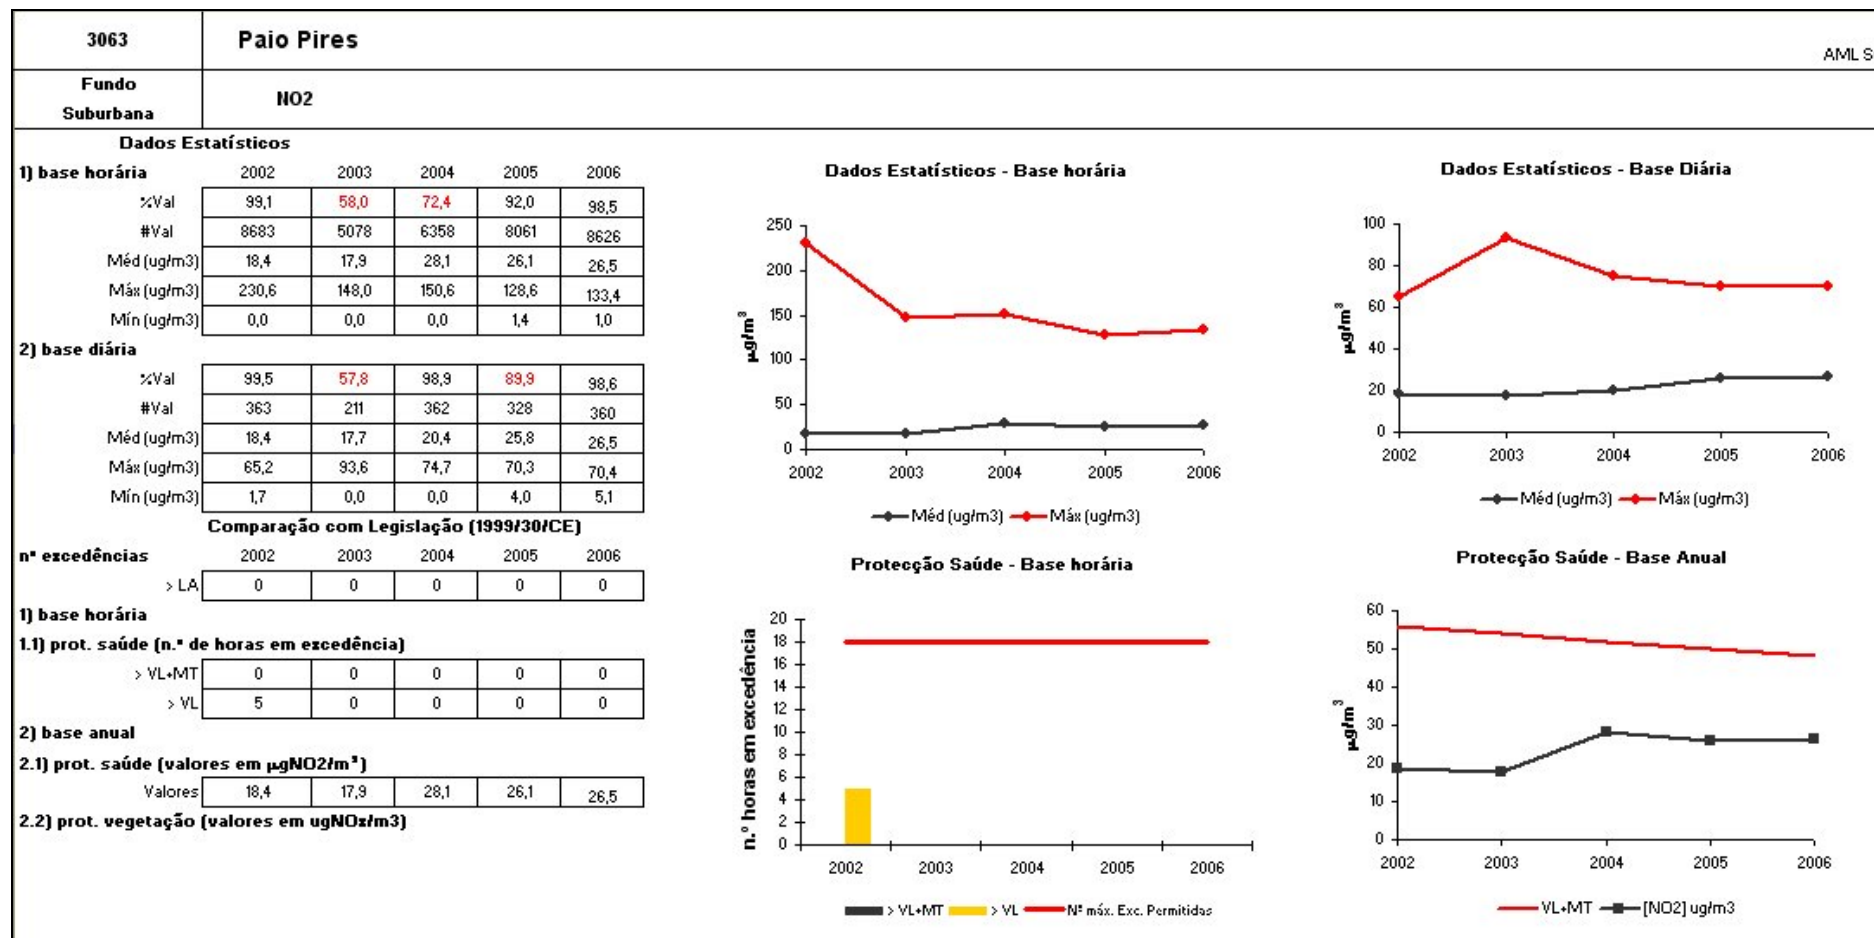 3063 Paio Pires
AML S
Fundo
Suburbana
NO2
Dados Estatísticos
1) base horária 2002 2003 2004 2005 2006
%Val 99,1 58,0 72,4 92,0 98,5
#Val 8683 5078 6358 8061 8626
Méd (ug/m3) 18,4 17,9 28,1 26,1 26,5
Máx (ug/m3) 230,6 148,0 150,6 128,6 133,4
Mín (ug/m3) 0,0 0,0 0,0 1,4 1,0
2) base diária
%Val 99,5 57,8 98,9 89,9 98,6
#Val 363 211 362 328 360
Méd (ug/m3) 18,4 17,7 20,4 25,8 26,5
Máx (ug/m3) 65,2 93,6 74,7 70,3 70,4
Mín (ug/m3) 1,7 0,0 0,0 4,0 5,1
Comparação com Legislação (1999/30/CE)
nº excedências 2002 2003 2004 2005 2006
> LA 0 0 0 0 0
1) base horária
1.1) prot. saúde (n.º de horas em excedência)
> VL+MT 0 0 0 0 0
> VL 5 0 0 0 0
2) base anual
2.1) prot. saúde (valores em µgNO2/m³)
Valores 18,4 17,9 28,1 26,1 26,5
2.2) prot. vegetação (valores em ugNOx/m3)
Dados Estatísticos - Base horária
µg/m³
250
200
150
100
50
0
2002 2003 2004 2005 2006
Méd (ug/m3) Máx (ug/m3)
Dados Estatísticos - Base Diária
µg/m³
100
80
60
40
20
0
2002 2003 2004 2005 2006
Méd (ug/m3) Máx (ug/m3)
Protecção Saúde - Base horária
n.º horas em excedência
20
18
16
14
12
10
8
6
4
2
0
2002 2003 2004 2005 2006
> VL+MT > VL Nº máx. Exc. Permitidas
Protecção Saúde - Base Anual
µg/m³
60
50
40
30
20
10
0
2002 2003 2004 2005 2006
VL+MT [NO2] ug/m3